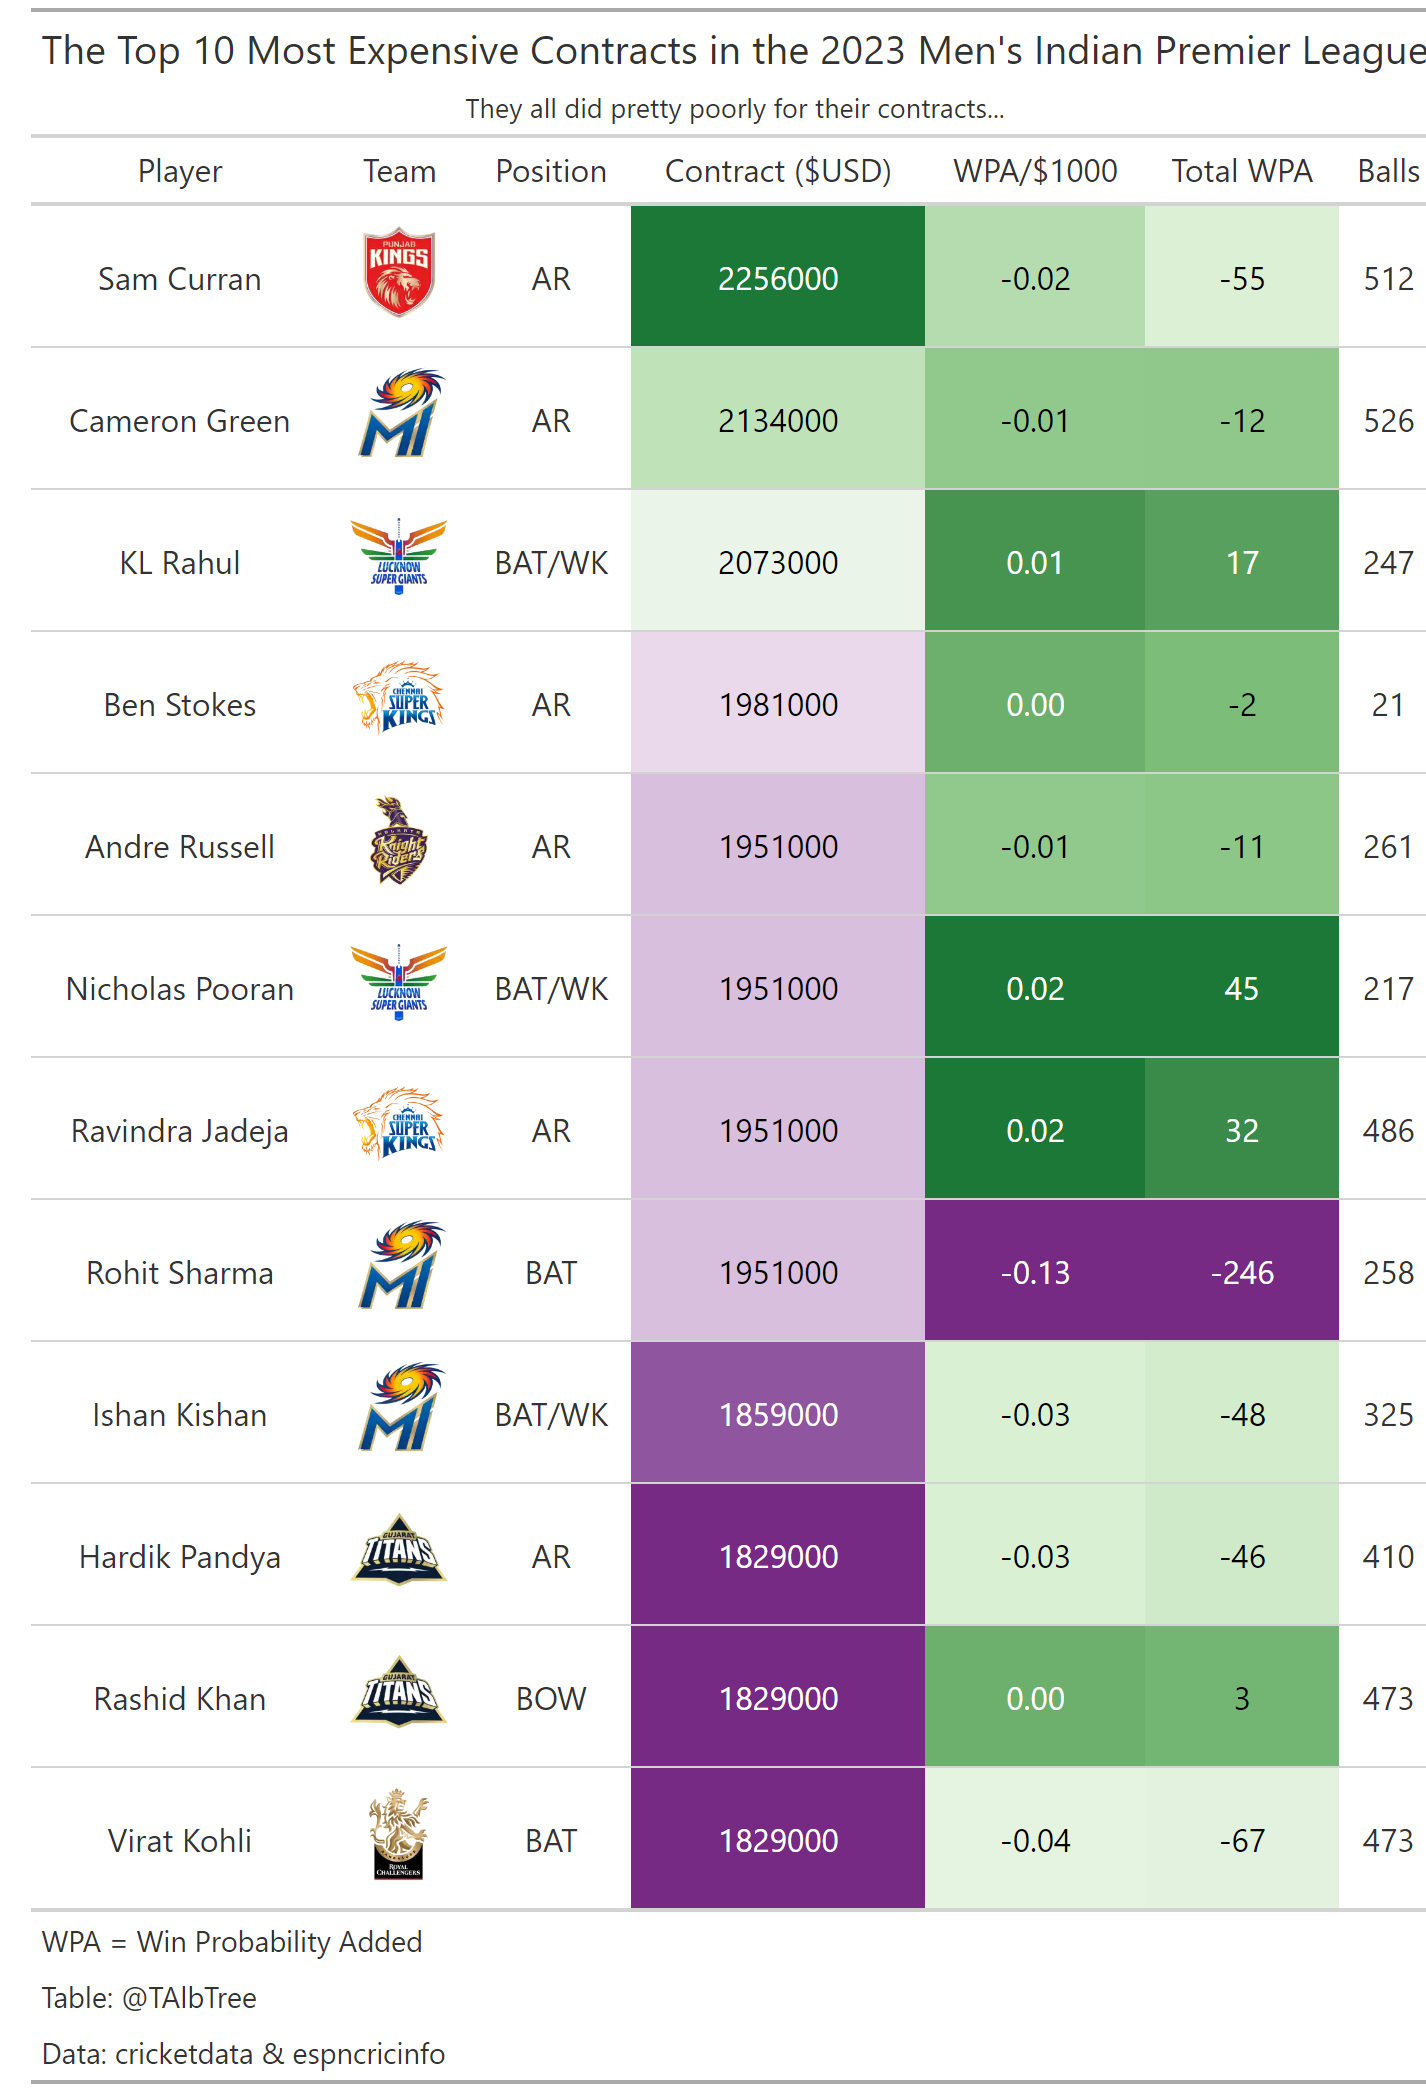 The Top 10 Most Expensive Contracts in the 2023 Men's Indian Premier League
They all did pretty poorly for their contracts...
Player Team Position Contract ($USD) WPA/$1000 Total WPA Balls
Sam Curran PUNJAB KINGS AR 2256000 -0.02 -55 512
Cameron Green MI AR 2134000 -0.01 -12 526
KL Rahul LUCKNOW SUPER GIANTS BAT/WK 2073000 0.01 17 247
Ben Stokes CHENNAI SUPER KINGS AR 1981000 0.00 -2 21
Andre Russell KOLKATA Knight Riders AR 1951000 -0.01 -11 261
Nicholas Pooran LUCKNOW SUPER GIANTS BAT/WK 1951000 0.02 45 217
Ravindra Jadeja CHENNAI SUPER KINGS AR 1951000 0.02 32 486
Rohit Sharma MI BAT 1951000 -0.13 -246 258
Ishan Kishan MI BAT/WK 1859000 -0.03 -48 325
Hardik Pandya GUJARAT TITANS AR 1829000 -0.03 -46 410
Rashid Khan GUJARAT TITANS BOW 1829000 0.00 3 473
Virat Kohli ROYAL CHALLENGERS BAT 1829000 -0.04 -67 473
WPA = Win Probability Added
Table: @TAlbTree
Data: cricketdata & espncricinfo